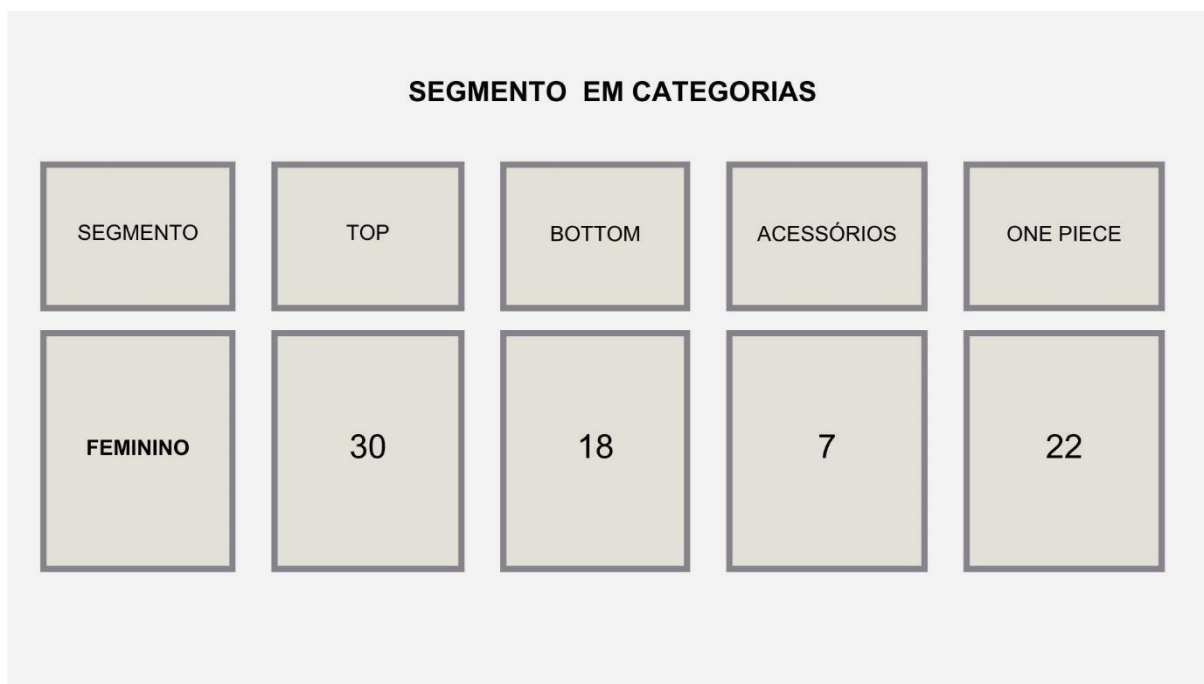 SEGMENTO EM CATEGORIAS
SEGMENTO TOP BOTTOM ACESSÓRIOS ONE PIECE
FEMININO 30 18 7 22